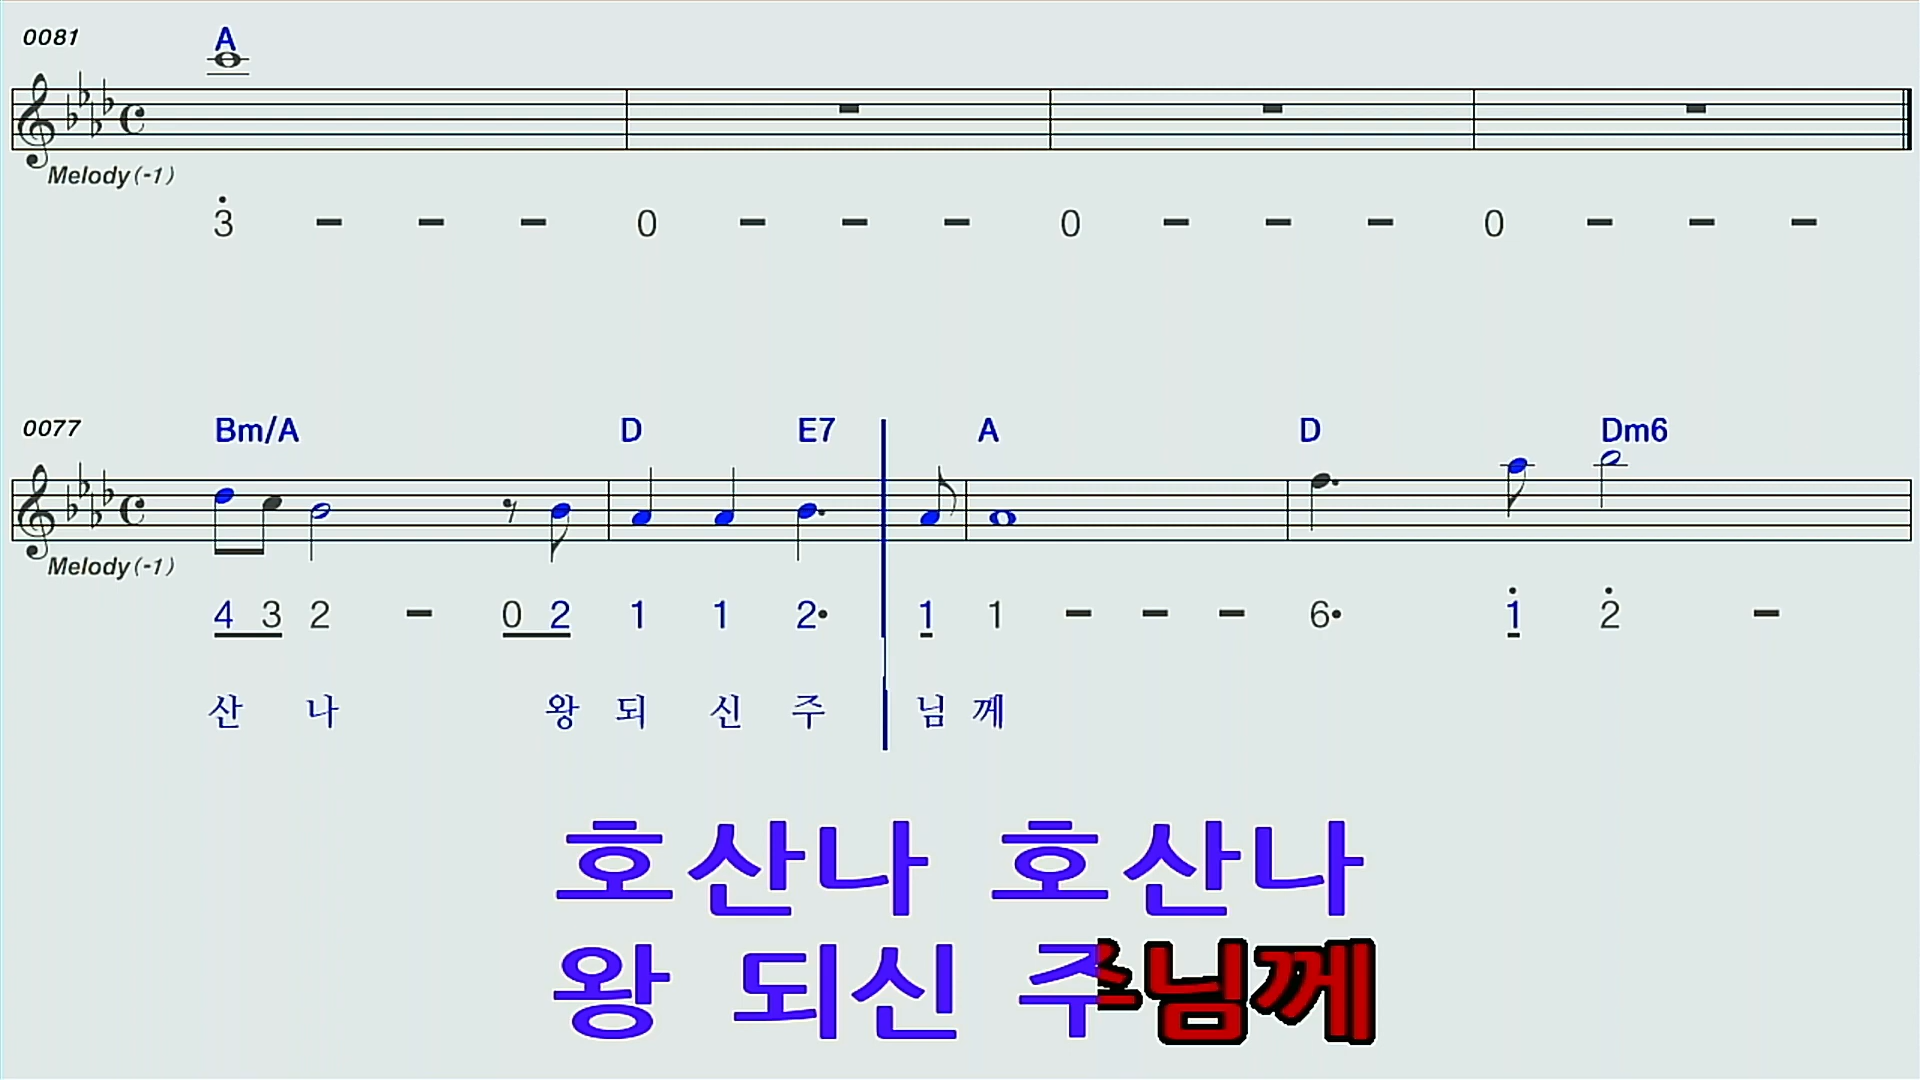 0081 A
Melody(-1)
3 - - - 0 - - - 0 - - - 0 - - -
0077 Bm/A D E7 A D Dm6
Melody(-1)
4 3 2 - 0 2 1 1 2• 1 1 - - - 6• 1 2 -
산 나 왕 되 신 주 님 께
호산나 호산나
왕 되신 주님께